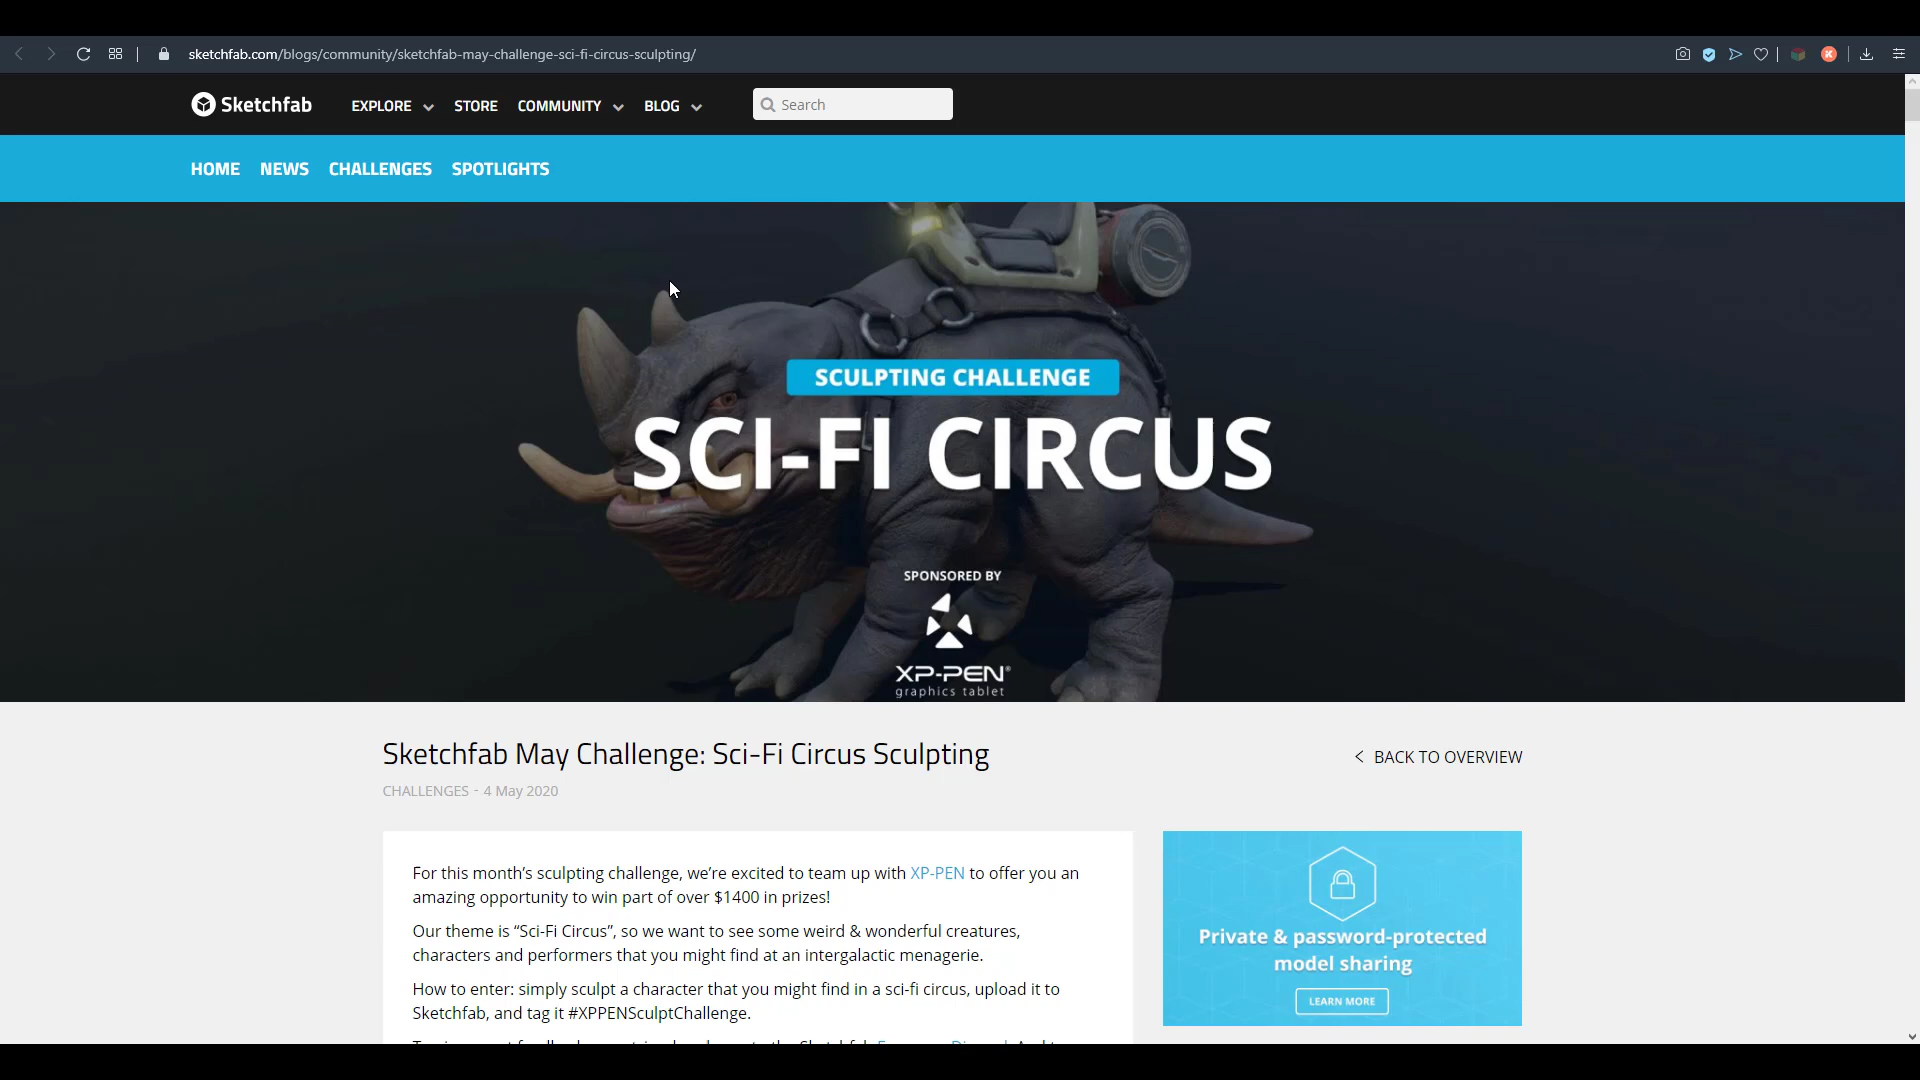 sketchfab.com/blogs/community/sketchfab-may-challenge-sci-fi-circus-sculpting/
Sketchfab EXPLORE STORE COMMUNITY BLOG Search
HOME NEWS CHALLENGES SPOTLIGHTS
SCULPTING CHALLENGE
SCI-FI CIRCUS
SPONSORED BY
XP-PEN®
graphics tablet
Sketchfab May Challenge: Sci-Fi Circus Sculpting
< BACK TO OVERVIEW
CHALLENGES - 4 May 2020
For this month’s sculpting challenge, we’re excited to team up with XP-PEN to offer you an
amazing opportunity to win part of over $1400 in prizes!
Our theme is “Sci-Fi Circus”, so we want to see some weird & wonderful creatures,
characters and performers that you might find at an intergalactic menagerie.
How to enter: simply sculpt a character that you might find in a sci-fi circus, upload it to
Sketchfab, and tag it #XPPENSculptChallenge.
Private & password-protected
model sharing
LEARN MORE